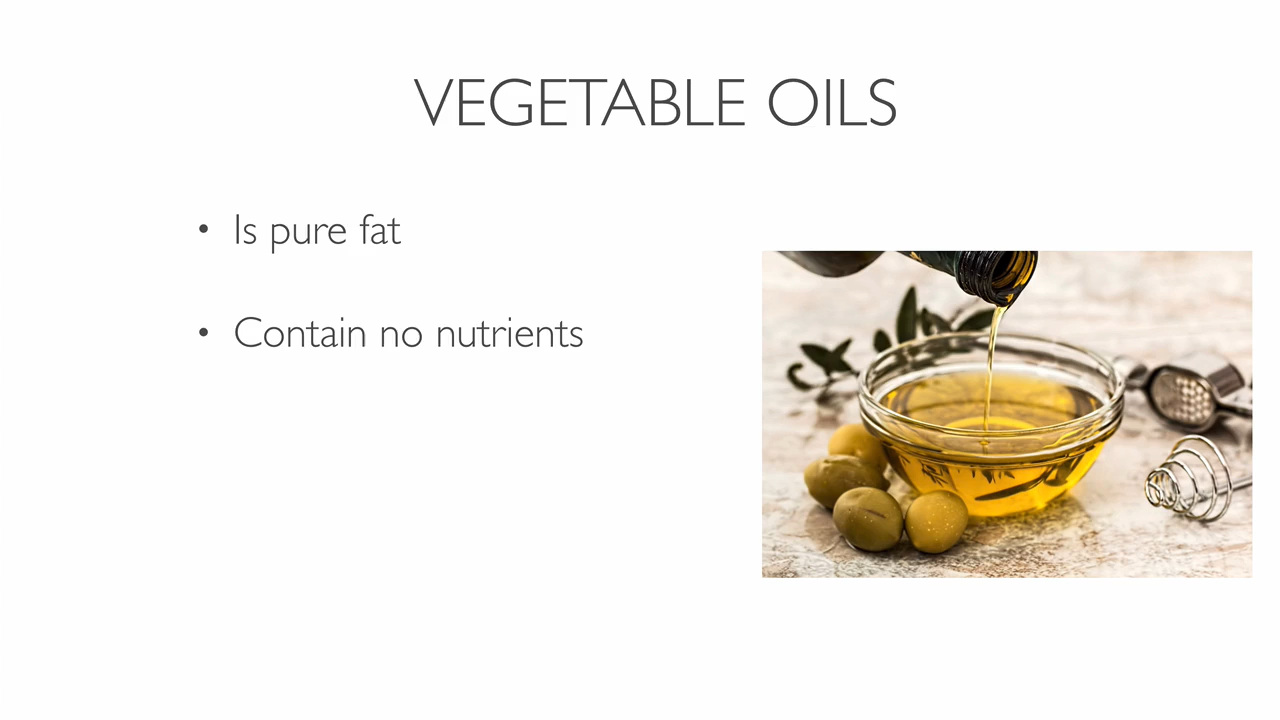 VEGETABLE OILS
• Is pure fat
• Contain no nutrients